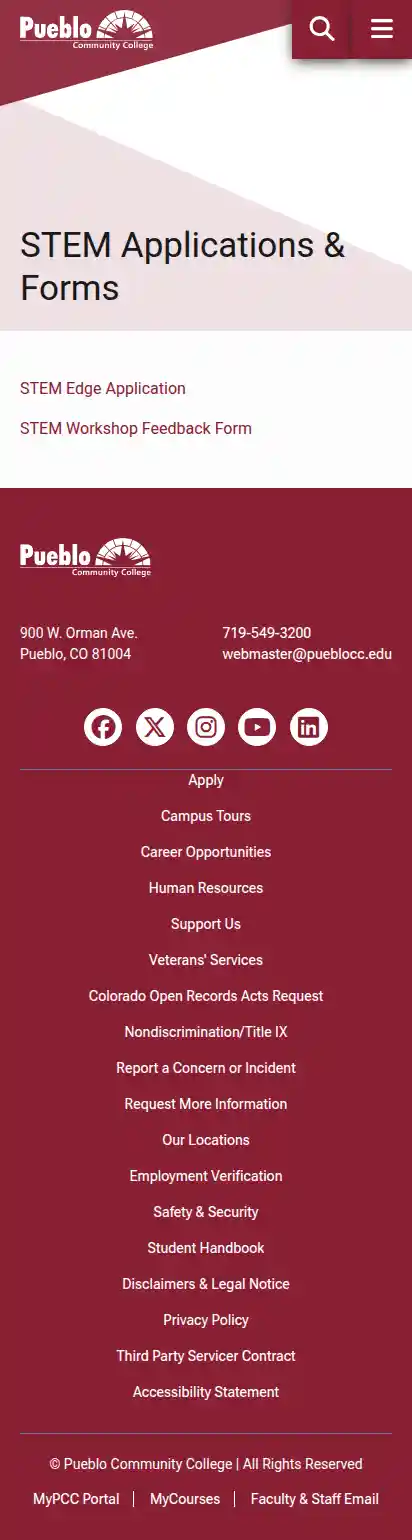 Pueblo
Community College
STEM Applications &
Forms
STEM Edge Application
STEM Workshop Feedback Form
Pueblo
Community College
900 W. Orman Ave.
Pueblo, CO 81004
719-549-3200
webmaster@pueblocc.edu
Apply
Campus Tours
Career Opportunities
Human Resources
Support Us
Veterans' Services
Colorado Open Records Acts Request
Nondiscrimination/Title IX
Report a Concern or Incident
Request More Information
Our Locations
Employment Verification
Safety & Security
Student Handbook
Disclaimers & Legal Notice
Privacy Policy
Third Party Servicer Contract
Accessibility Statement
© Pueblo Community College | All Rights Reserved
MyPCC Portal | MyCourses | Faculty & Staff Email